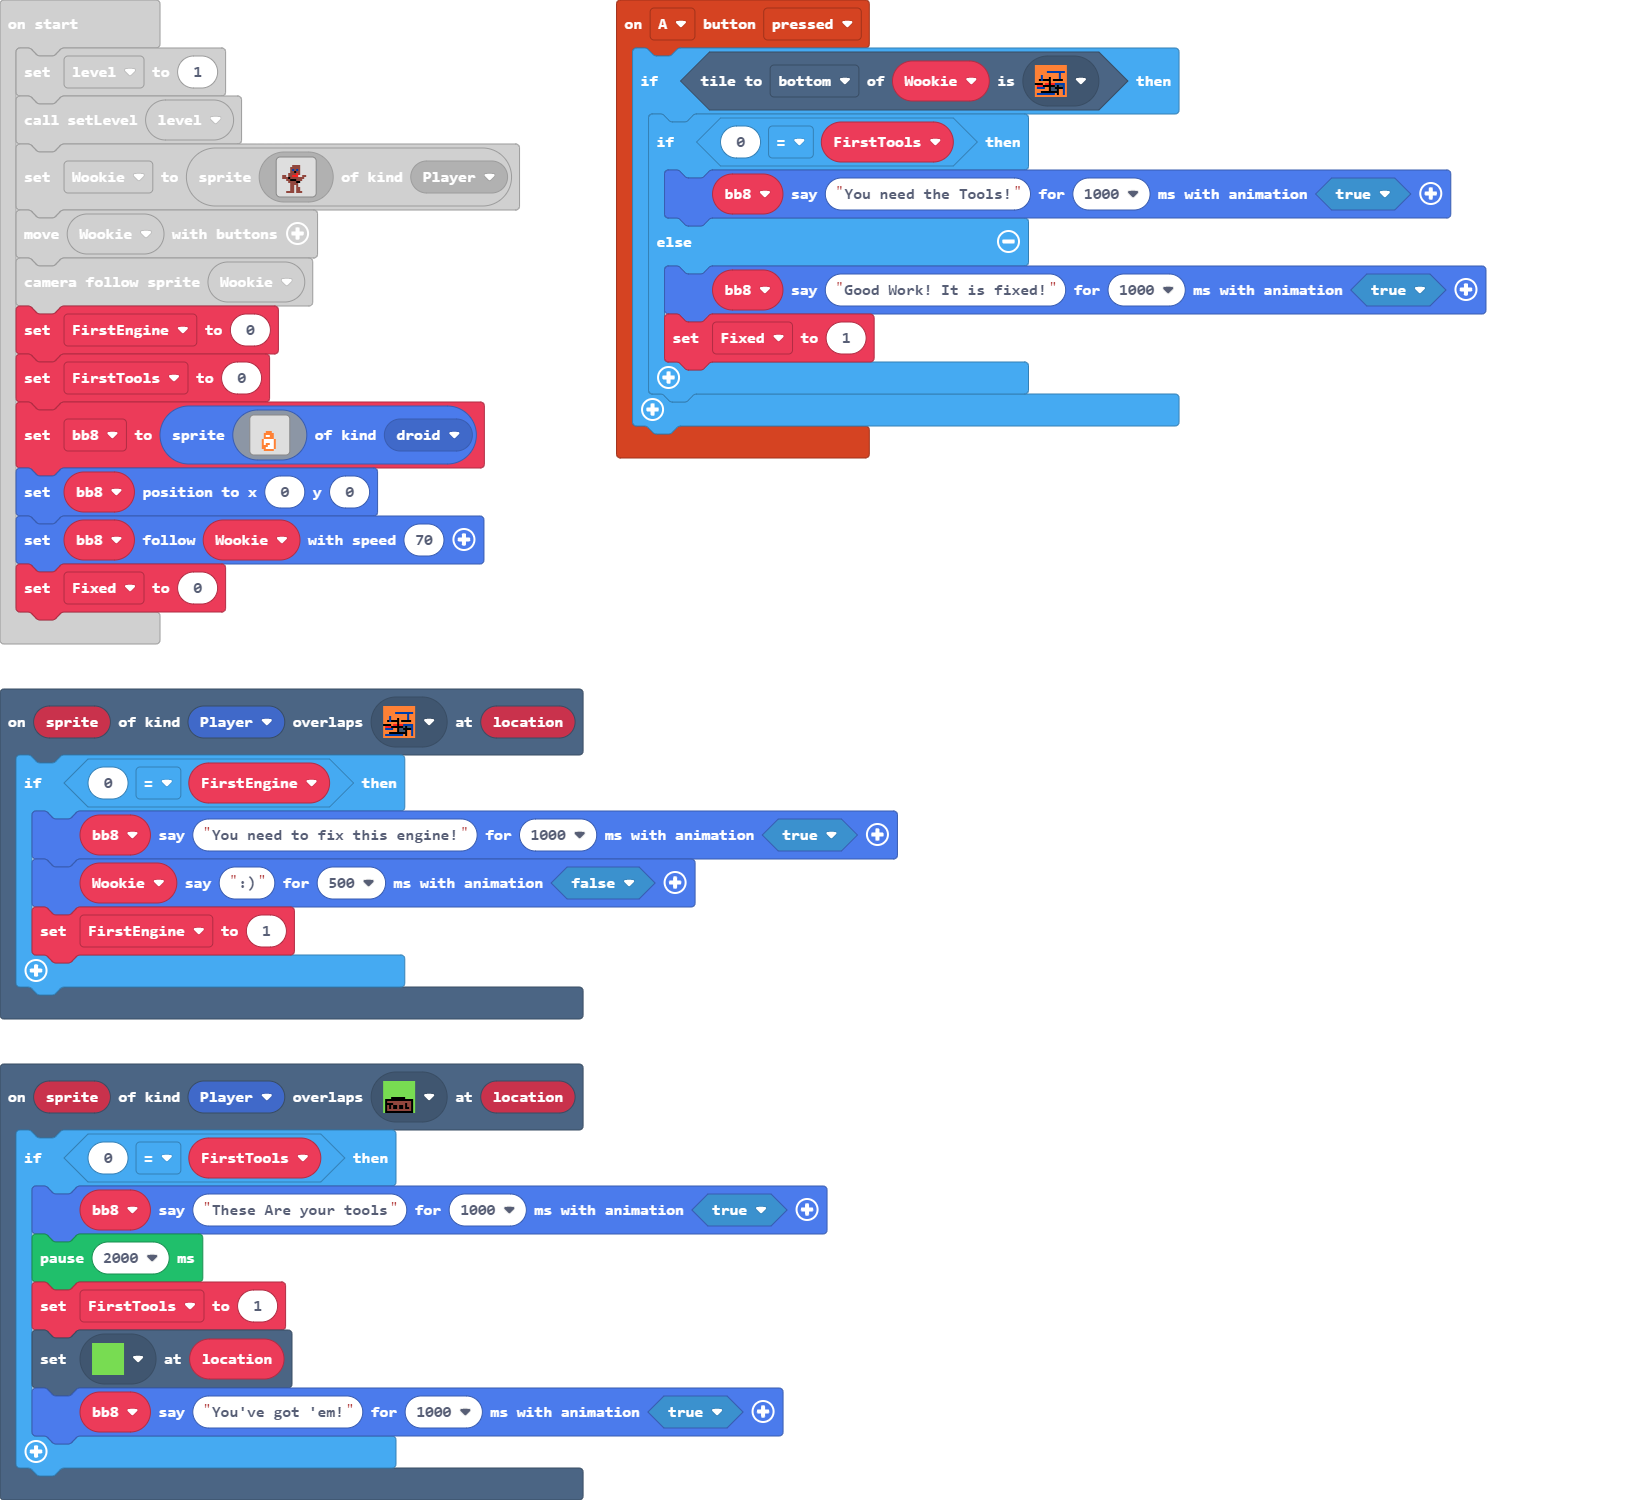 on start
set level to 1
call setLevel level
set Wookie to sprite of kind Player
move Wookie with buttons
camera follow sprite Wookie
set FirstEngine to 0
set FirstTools to 0
set bb8 to sprite of kind droid
set bb8 position to x 0 y 0
set bb8 follow Wookie with speed 70
set Fixed to 0
on A button pressed
if tile to bottom of Wookie is then
if 0 = FirstTools then
bb8 say "You need the Tools!" for 1000 ms with animation true
else
bb8 say "Good Work! It is fixed!" for 1000 ms with animation true
set Fixed to 1
on sprite of kind Player overlaps at location
if 0 = FirstEngine then
bb8 say "You need to fix this engine!" for 1000 ms with animation true
Wookie say ":)" for 500 ms with animation false
set FirstEngine to 1
on sprite of kind Player overlaps TOOL at location
if 0 = FirstTools then
bb8 say "These Are your tools" for 1000 ms with animation true
pause 2000 ms
set FirstTools to 1
set at location
bb8 say "You've got 'em!" for 1000 ms with animation true